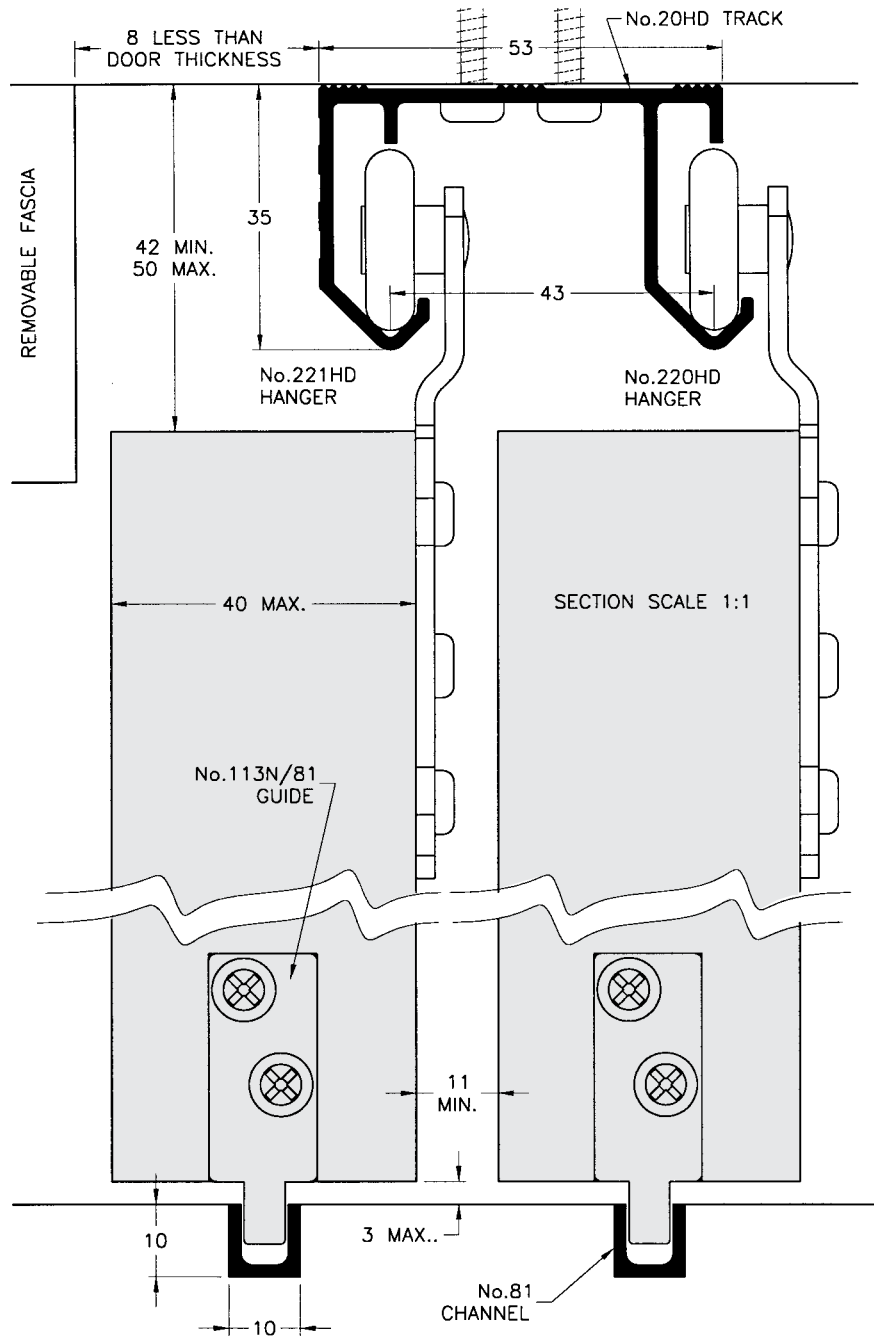 8 LESS THAN
DOOR THICKNESS
53
No.20HD TRACK
REMOVABLE FASCIA
35
42 MIN.
50 MAX.
43
No.221HD
HANGER
No.220HD
HANGER
40 MAX.
SECTION SCALE 1:1
No.113N/81
GUIDE
11
MIN.
10
3 MAX..
No.81
CHANNEL
10